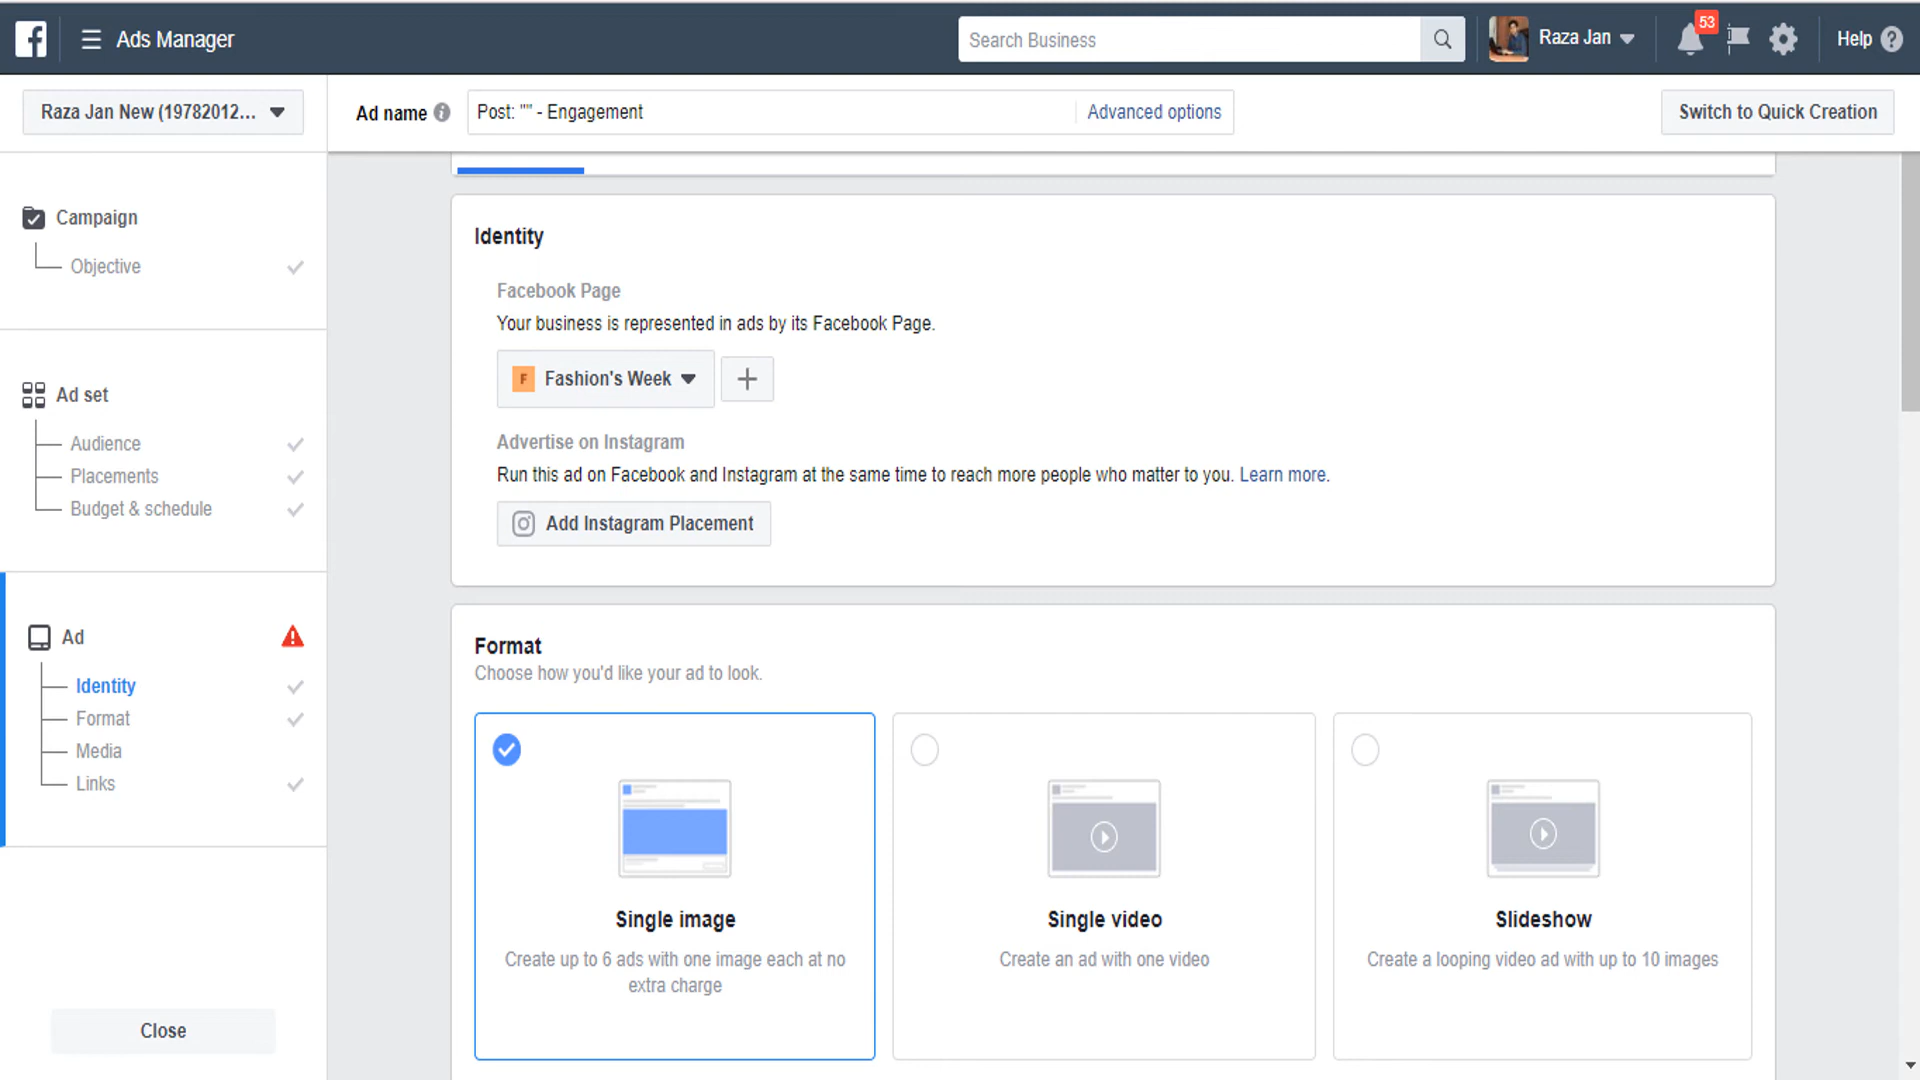 Ads Manager
Search Business
Raza Jan
53
Help
Raza Jan New (19782012...
Ad name
Post: "" - Engagement
Advanced options
Switch to Quick Creation
Campaign
Objective
Ad set
Audience
Placements
Budget & schedule
Ad
Identity
Format
Media
Links
Close
Identity
Facebook Page
Your business is represented in ads by its Facebook Page.
F Fashion's Week
Advertise on Instagram
Run this ad on Facebook and Instagram at the same time to reach more people who matter to you. Learn more.
Add Instagram Placement
Format
Choose how you'd like your ad to look.
Single image
Create up to 6 ads with one image each at no
extra charge
Single video
Create an ad with one video
Slideshow
Create a looping video ad with up to 10 images